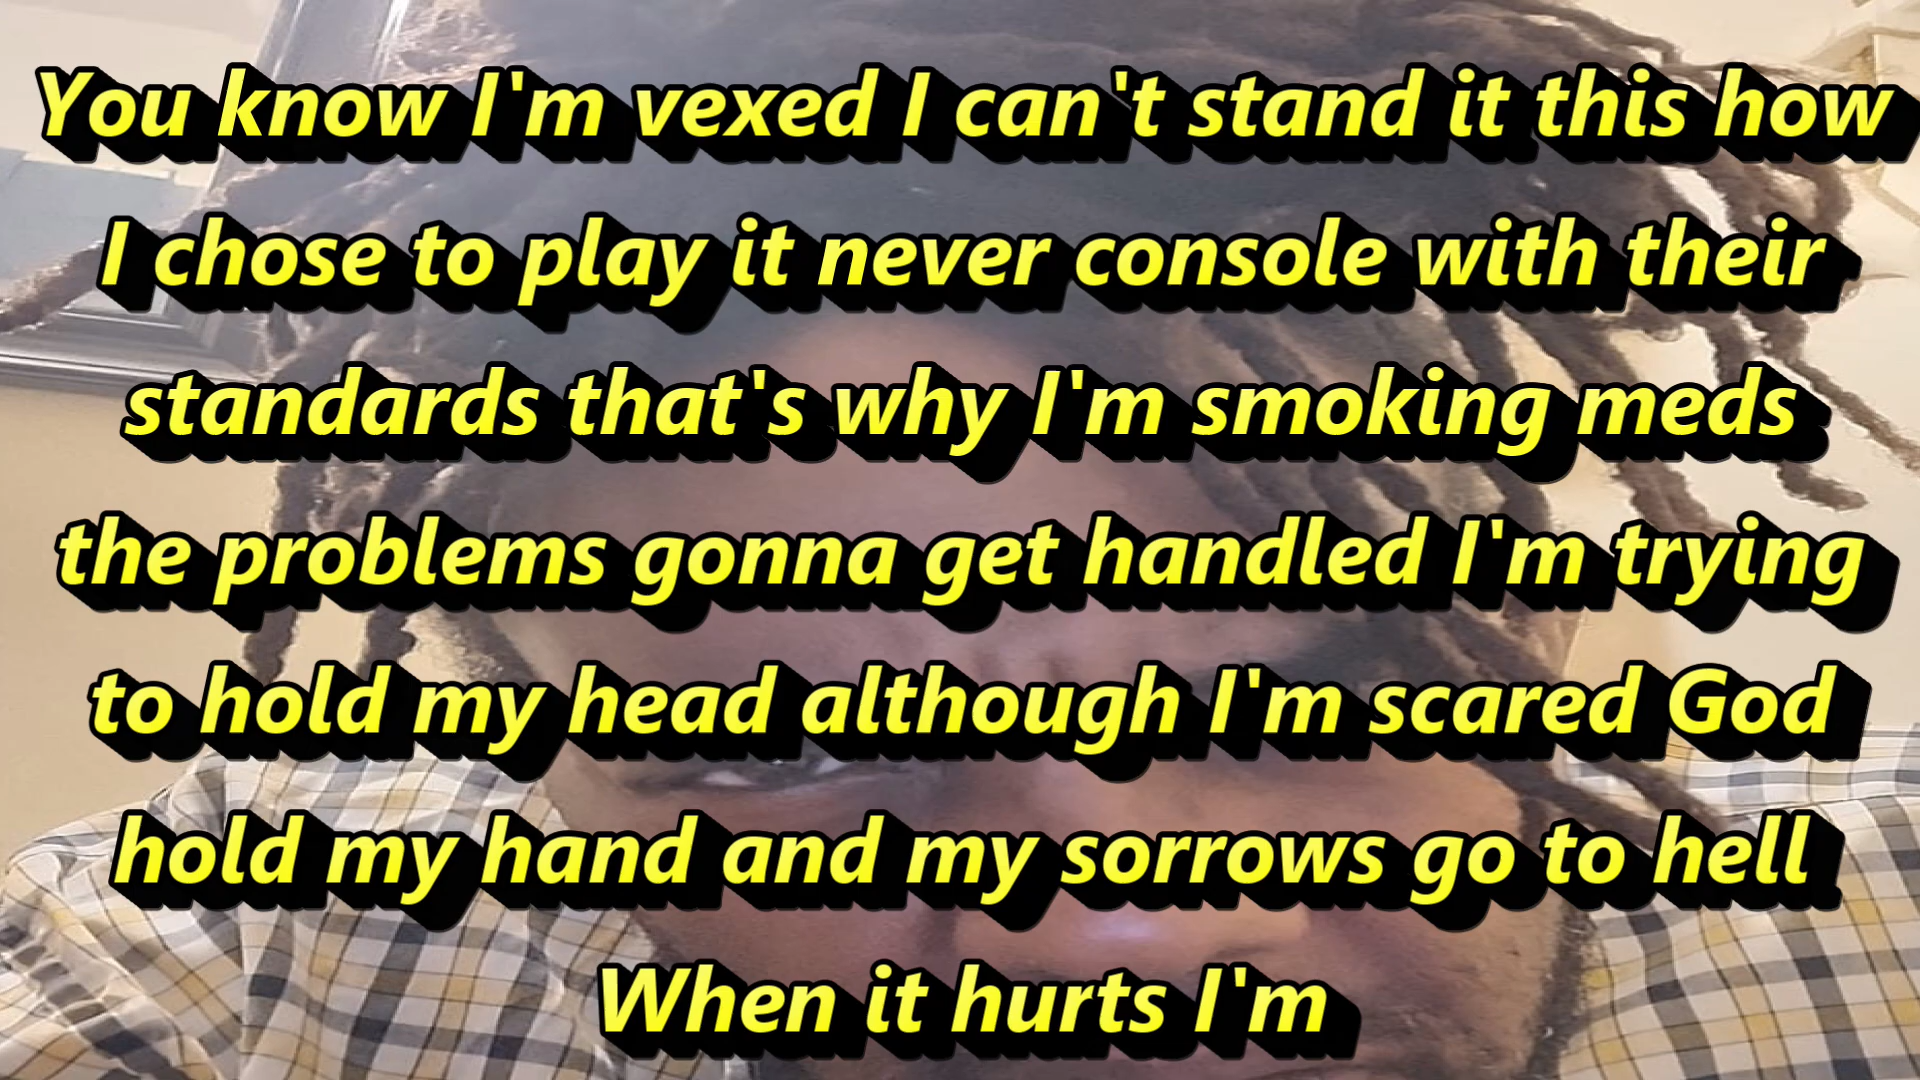 You know I'm vexed I can't stand it this how
I chose to play it never console with their
standards that's why I'm smoking meds
the problems gonna get handled I'm trying
to hold my head although I'm scared God
hold my hand and my sorrows go to hell
When it hurts I'm